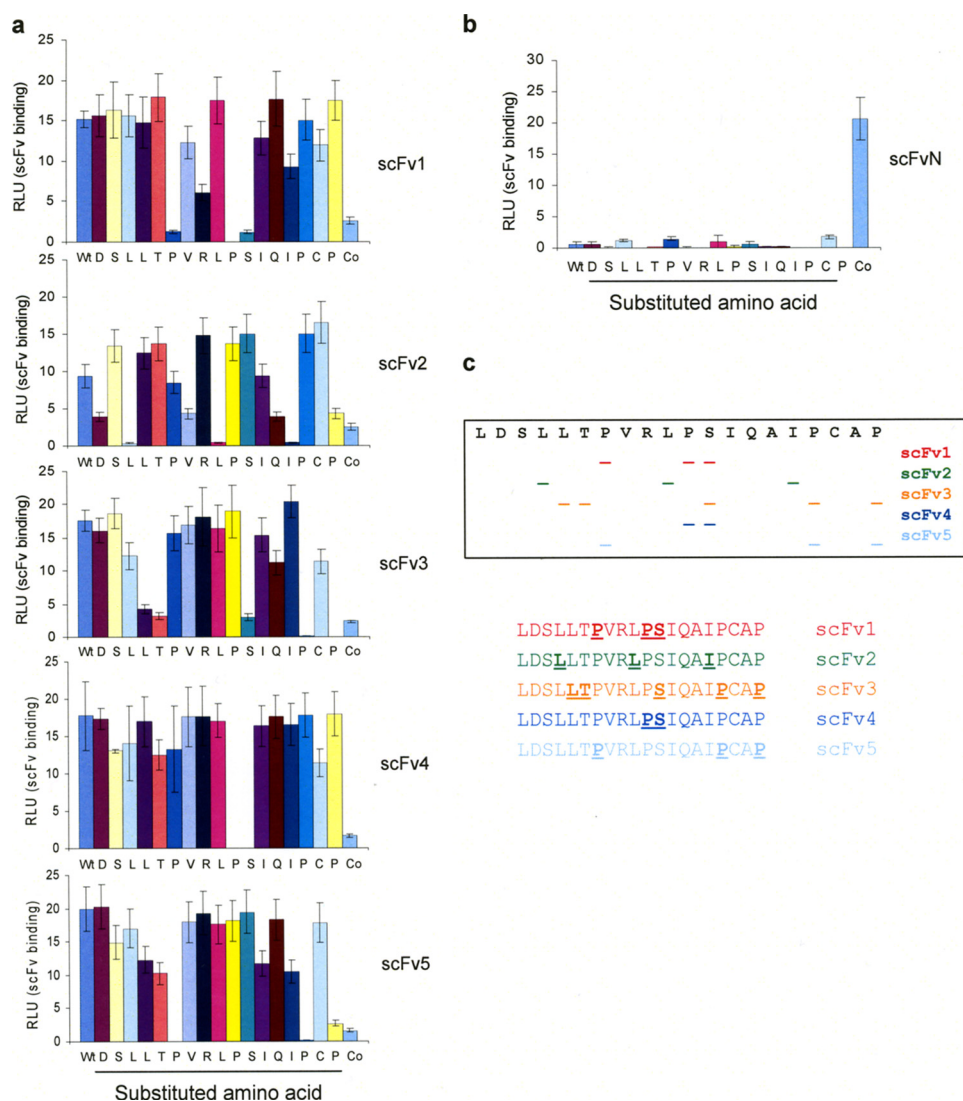 a
25
20
15
10
5
0
RLU (scFv binding)
Wt D S L L T P V R L P S I Q I P C P Co
scFv1
20
15
10
5
0
RLU (scFv binding)
Wt D S L L T P V R L P S I Q I P C P Co
scFv2
25
20
15
10
5
0
RLU (scFv binding)
Wt D S L L T P V R L P S I Q I P C P Co
scFv3
25
20
15
10
5
0
RLU (scFv binding)
Wt D S L L T P V R L P S I Q I P C P Co
scFv4
25
20
15
10
5
0
RLU (scFv binding)
Wt D S L L T P V R L P S I Q I P C P Co
scFv5
Substituted amino acid
b
30
25
20
15
10
5
0
RLU (scFv binding)
Wt D S L L T P V R L P S I Q I P C P Co
scFvN
Substituted amino acid
c
L D S L L T P V R L P S I Q A I P C A P
scFv1
scFv2
scFv3
scFv4
scFv5
LDSLLTPVRLPSIQAIPCAP scFv1
LDSLLTPVRLPSIQAIPCAP scFv2
LDSLLTPVRLPSIQAIPCAP scFv3
LDSLLTPVRLPSIQAIPCAP scFv4
LDSLLTPVRLPSIQAIPCAP scFv5